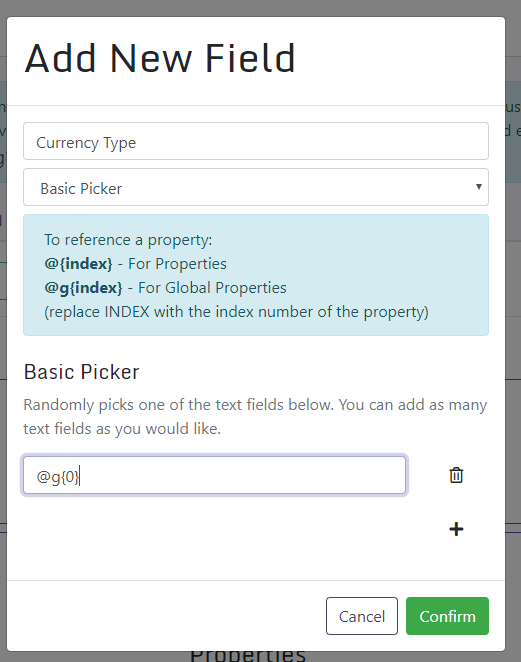 Add New Field
Currency Type
Basic Picker
To reference a property:
@{index} - For Properties
@g{index} - For Global Properties
(replace INDEX with the index number of the property)
Basic Picker
Randomly picks one of the text fields below. You can add as many
text fields as you would like.
@g{0}
Cancel
Confirm
Properties